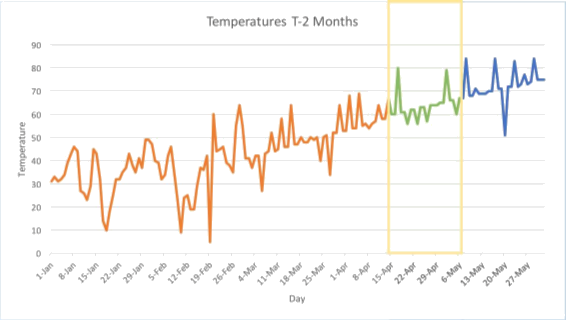 Temperatures T-2 Months
90
80
70
60
50
40
30
20
10
0
Temperature
1-Jan
8-Jan
15-Jan
22-Jan
29-Jan
5-Feb
12-Feb
19-Feb
26-Feb
4-Mar
11-Mar
18-Mar
25-Mar
1-Apr
8-Apr
15-Apr
22-Apr
29-Apr
6-May
13-May
20-May
27-May
Day